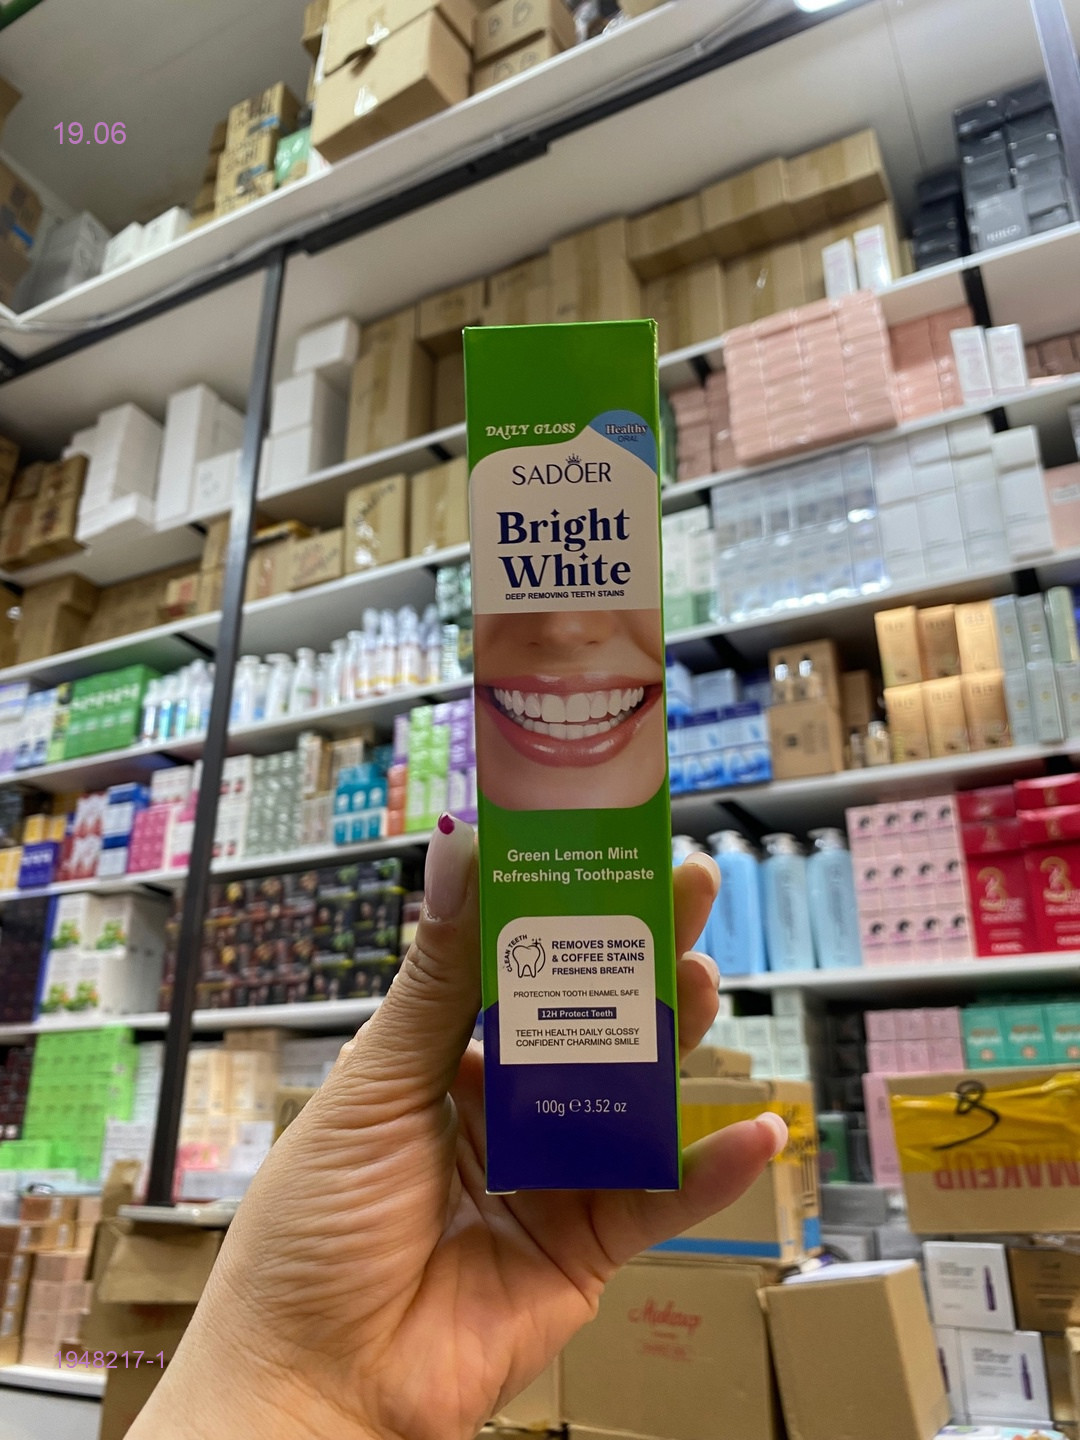 19.06
DAILY GLOSS
Healthy
ORAL
SADOER
Bright
White
DEEP REMOVING TEETH STAINS
Green Lemon Mint
Refreshing Toothpaste
CLEAN TEETH
REMOVES SMOKE
& COFFEE STAINS
FRESHENS BREATH
PROTECTION TOOTH ENAMEL SAFE
12H Protect Teeth
TEETH HEALTH DAILY GLOSSY
CONFIDENT CHARMING SMILE
100g ℮ 3.52 oz
MAKEUP
Makeup
1948217-1